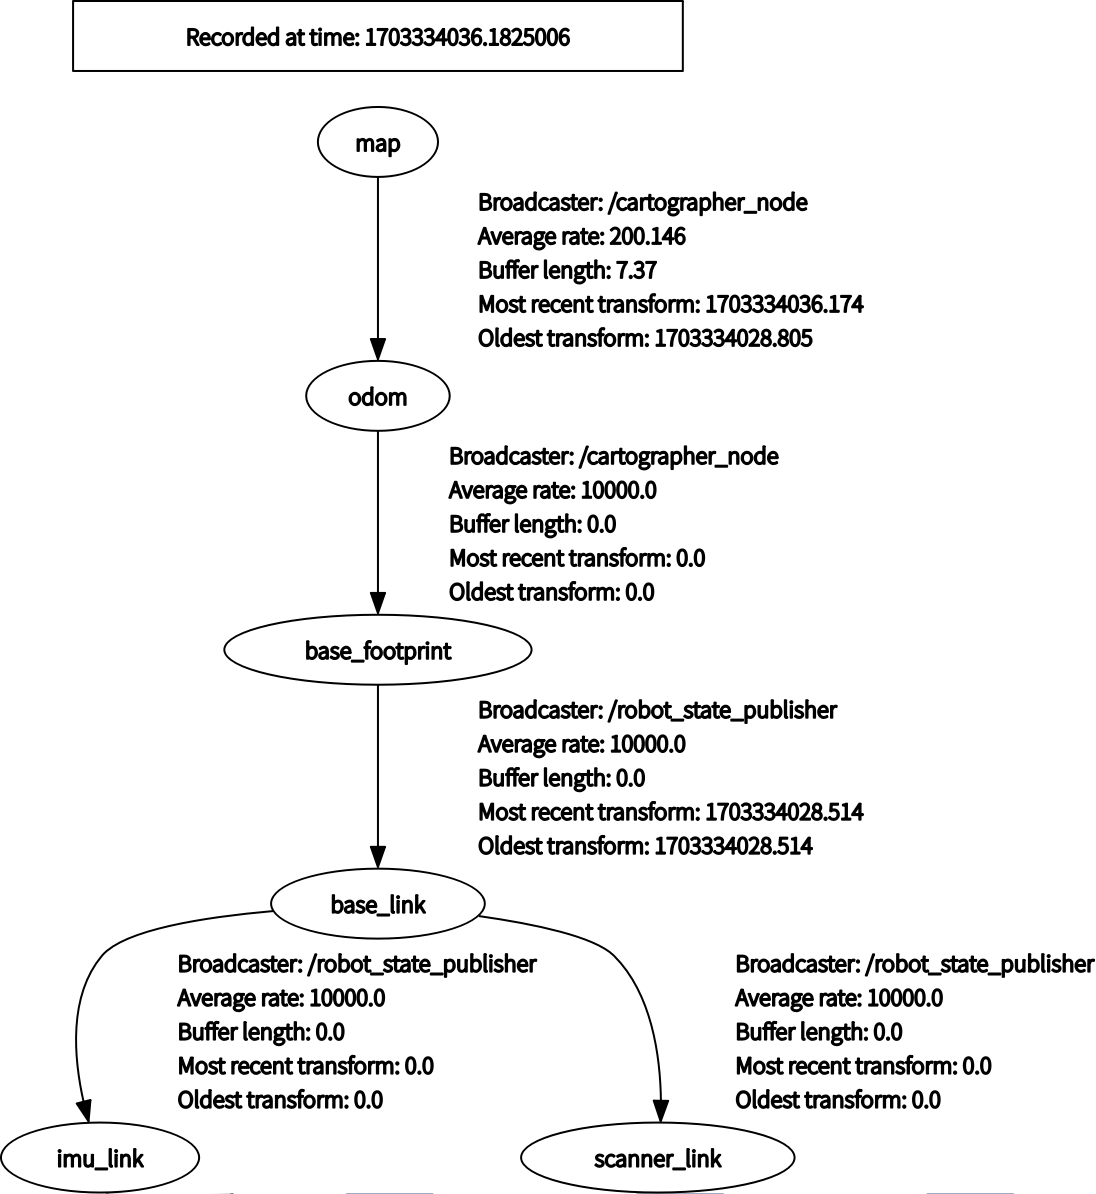 Recorded at time: 1703334036.1825006
map
Broadcaster: /cartographer_node
Average rate: 200.146
Buffer length: 7.37
Most recent transform: 1703334036.174
Oldest transform: 1703334028.805
odom
Broadcaster: /cartographer_node
Average rate: 10000.0
Buffer length: 0.0
Most recent transform: 0.0
Oldest transform: 0.0
base_footprint
Broadcaster: /robot_state_publisher
Average rate: 10000.0
Buffer length: 0.0
Most recent transform: 1703334028.514
Oldest transform: 1703334028.514
base_link
Broadcaster: /robot_state_publisher
Average rate: 10000.0
Buffer length: 0.0
Most recent transform: 0.0
Oldest transform: 0.0
Broadcaster: /robot_state_publisher
Average rate: 10000.0
Buffer length: 0.0
Most recent transform: 0.0
Oldest transform: 0.0
imu_link
scanner_link